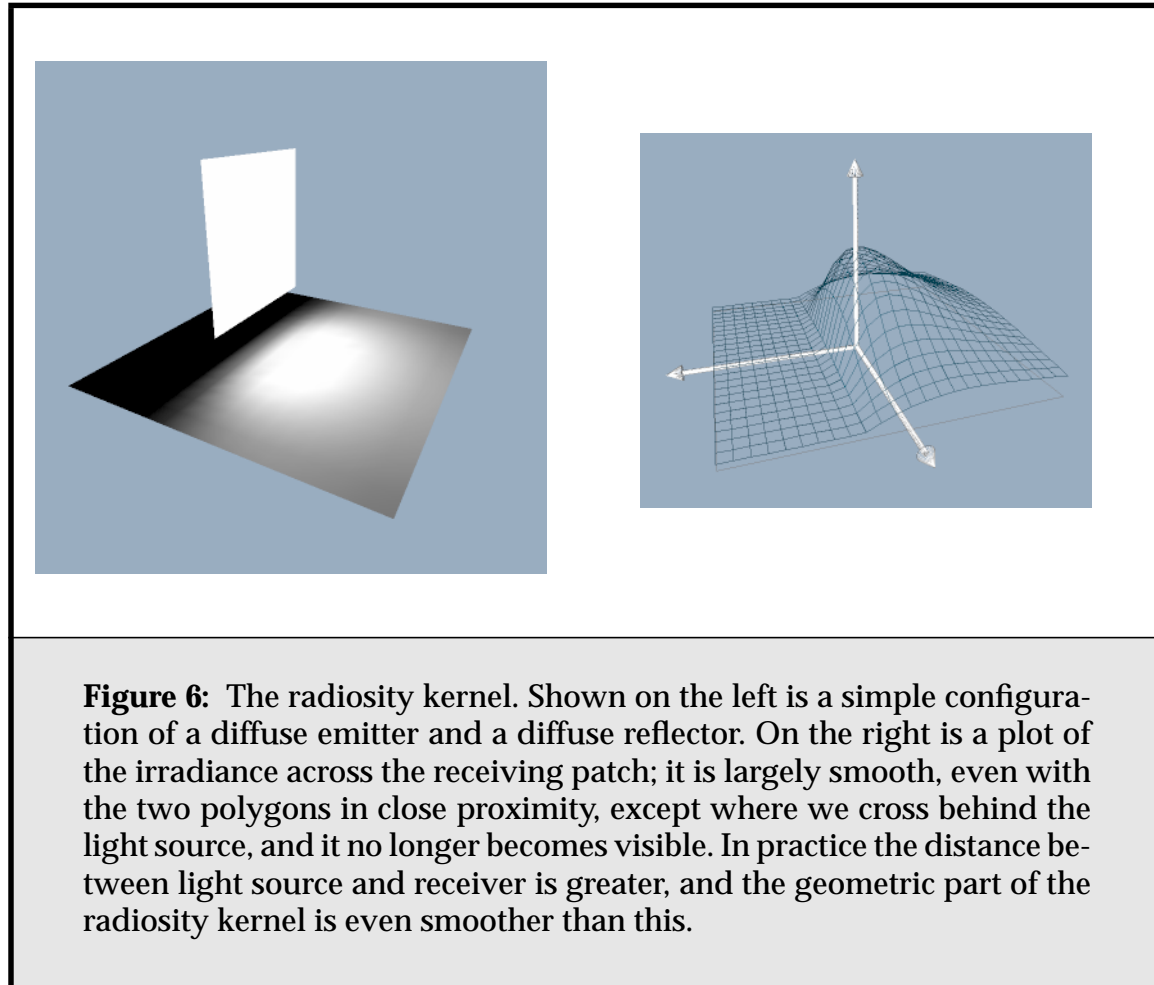 Figure 6: The radiosity kernel. Shown on the left is a simple configura-
tion of a diffuse emitter and a diffuse reflector. On the right is a plot of
the irradiance across the receiving patch; it is largely smooth, even with
the two polygons in close proximity, except where we cross behind the
light source, and it no longer becomes visible. In practice the distance be-
tween light source and receiver is greater, and the geometric part of the
radiosity kernel is even smoother than this.